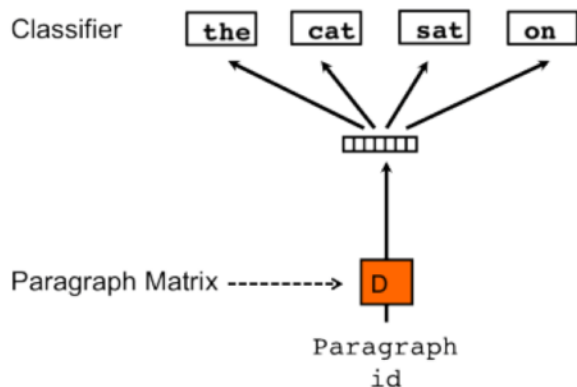 Classifier the cat sat on
Paragraph Matrix D
Paragraph
id